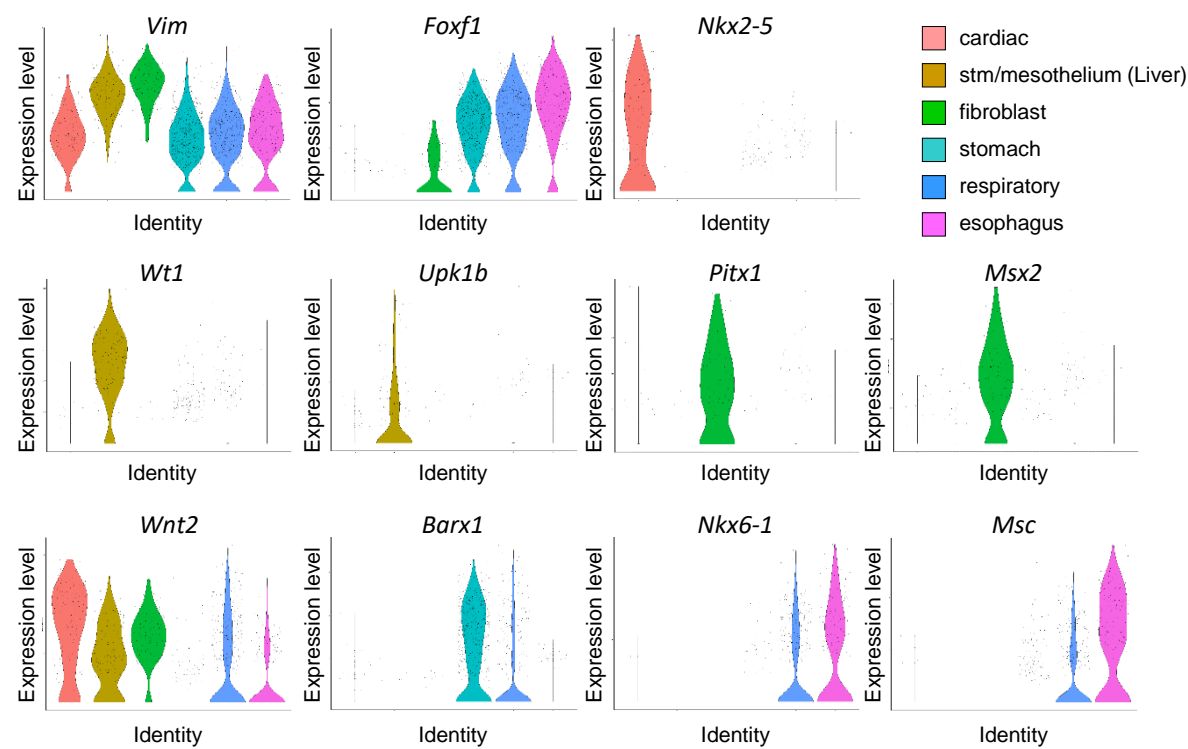 Vim
Foxf1
Nkx2-5
Expression level
Expression level
Expression level
Identity
Identity
Identity
cardiac
stm/mesothelium (Liver)
fibroblast
stomach
respiratory
esophagus
Wt1
Upk1b
Pitx1
Msx2
Expression level
Expression level
Expression level
Expression level
Identity
Identity
Identity
Identity
Wnt2
Barx1
Nkx6-1
Msc
Expression level
Expression level
Expression level
Expression level
Identity
Identity
Identity
Identity